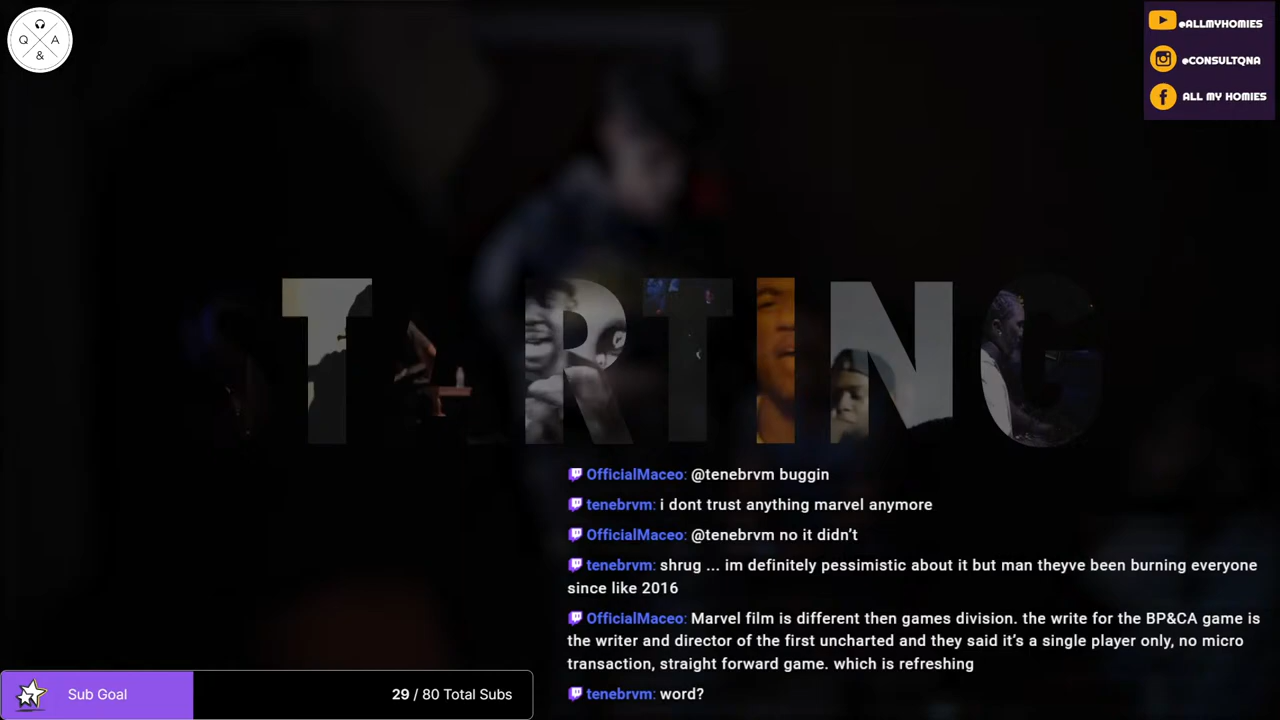 Q A
&
@ALLMYHOMIES
@CONSULTQNA
ALL MY HOMIES
TARTING
OfficialMaceo: @tenebrvm buggin
tenebrvm: i dont trust anything marvel anymore
OfficialMaceo: @tenebrvm no it didn't
tenebrvm: shrug ... im definitely pessimistic about it but man theyve been burning everyone
since like 2016
OfficialMaceo: Marvel film is different then games division. the write for the BP&CA game is
the writer and director of the first uncharted and they said it's a single player only, no micro
transaction, straight forward game. which is refreshing
tenebrvm: word?
Sub Goal 29 / 80 Total Subs